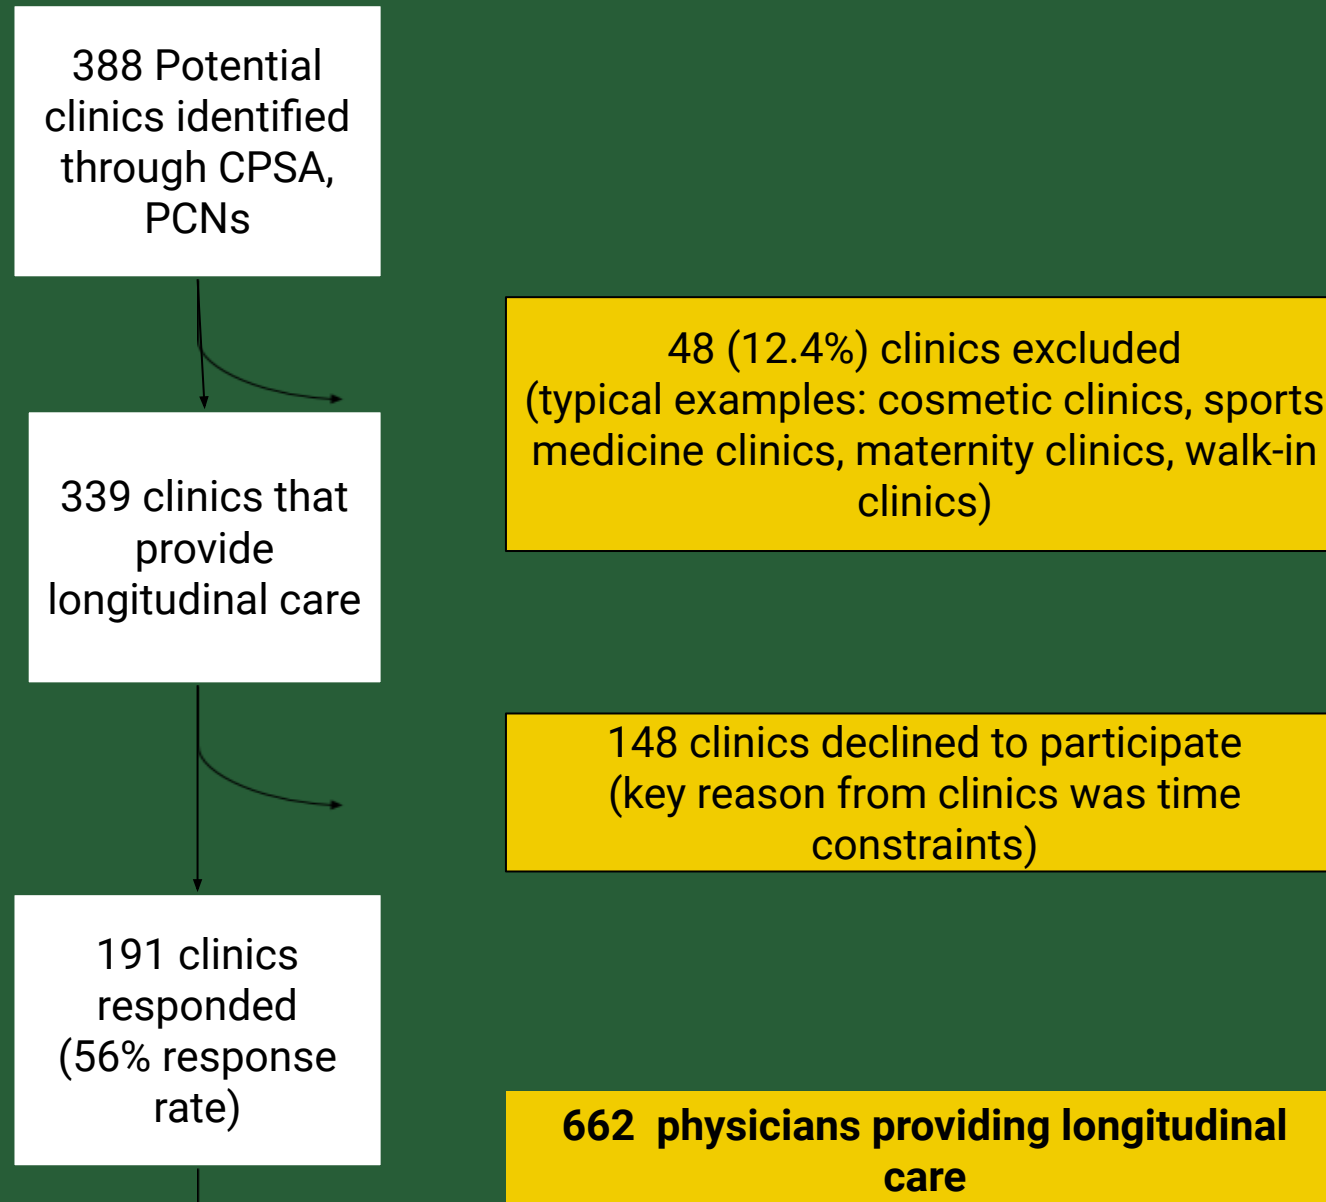 388 Potential
clinics identified
through CPSA,
PCNs
48 (12.4%) clinics excluded
(typical examples: cosmetic clinics, sports
medicine clinics, maternity clinics, walk-in
clinics)
339 clinics that
provide
longitudinal care
148 clinics declined to participate
(key reason from clinics was time
constraints)
191 clinics
responded
(56% response
rate)
662  physicians providing longitudinal
care